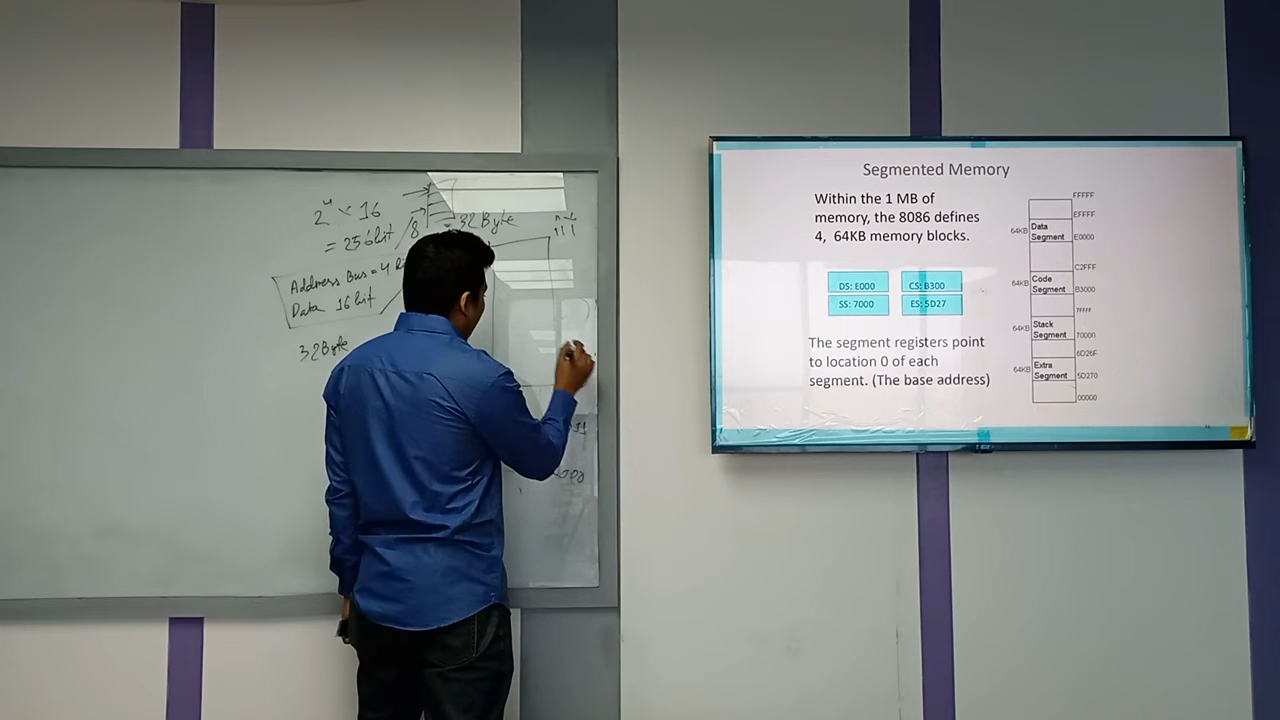 2⁴ × 16
= 256 bit
8
32 Byte
Address Bus = 4
Data 16 bit
32 Byte
Segmented Memory
Within the 1 MB of
memory, the 8086 defines
4, 64KB memory blocks.
DS: E000
CS: B300
SS: 7000
ES: 5D27
The segment registers point
to location 0 of each
segment. (The base address)
FFFFF
EFFFF
64KB
Data
Segment
E0000
C2FFF
64KB
Code
Segment
B3000
7FFFF
64KB
Stack
Segment
70000
6D26F
64KB
Extra
Segment
5D270
00000